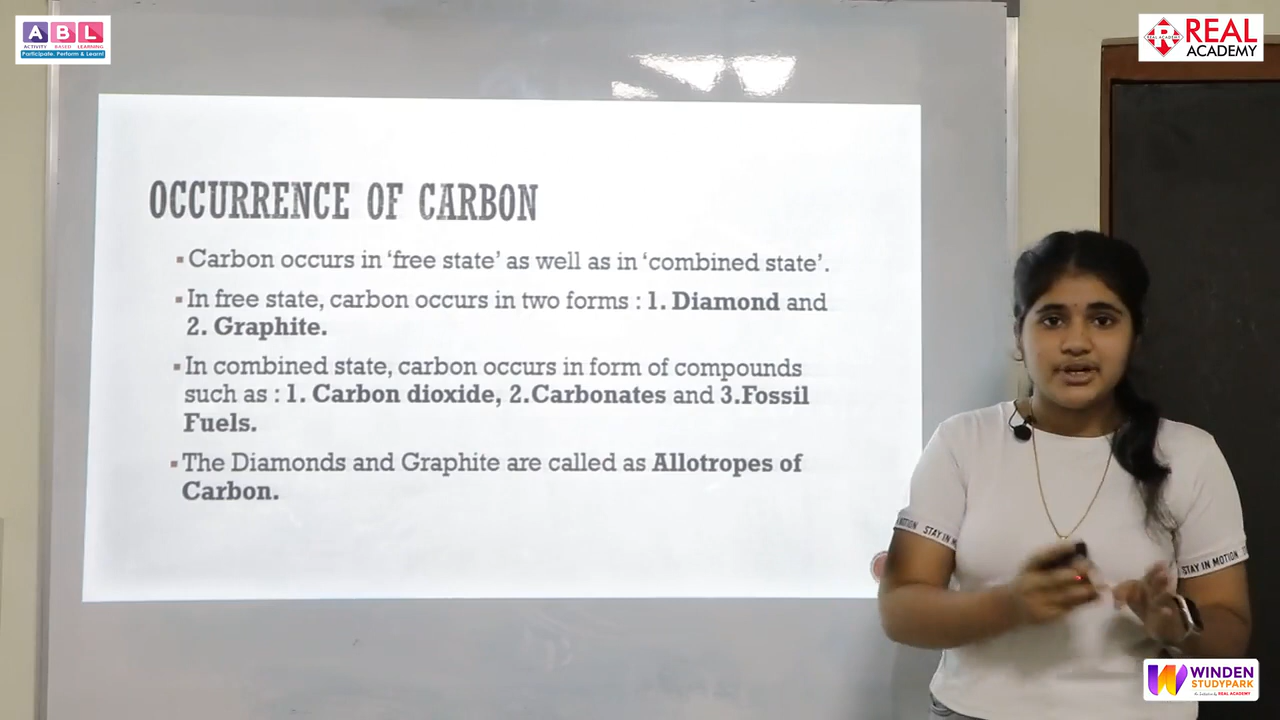 ABL
ACTIVITY BASED LEARNING
Participate, Perform & Learn!
REAL
ACADEMY
OCCURRENCE OF CARBON
▪Carbon occurs in ‘free state’ as well as in ‘combined state’.
▪In free state, carbon occurs in two forms : 1. Diamond and
2. Graphite.
▪In combined state, carbon occurs in form of compounds
such as : 1. Carbon dioxide, 2.Carbonates and 3.Fossil
Fuels.
▪The Diamonds and Graphite are called as Allotropes of
Carbon.
STAY IN M
STAY IN MOTION
WINDEN
STUDYPARK
REAL ACADEMY